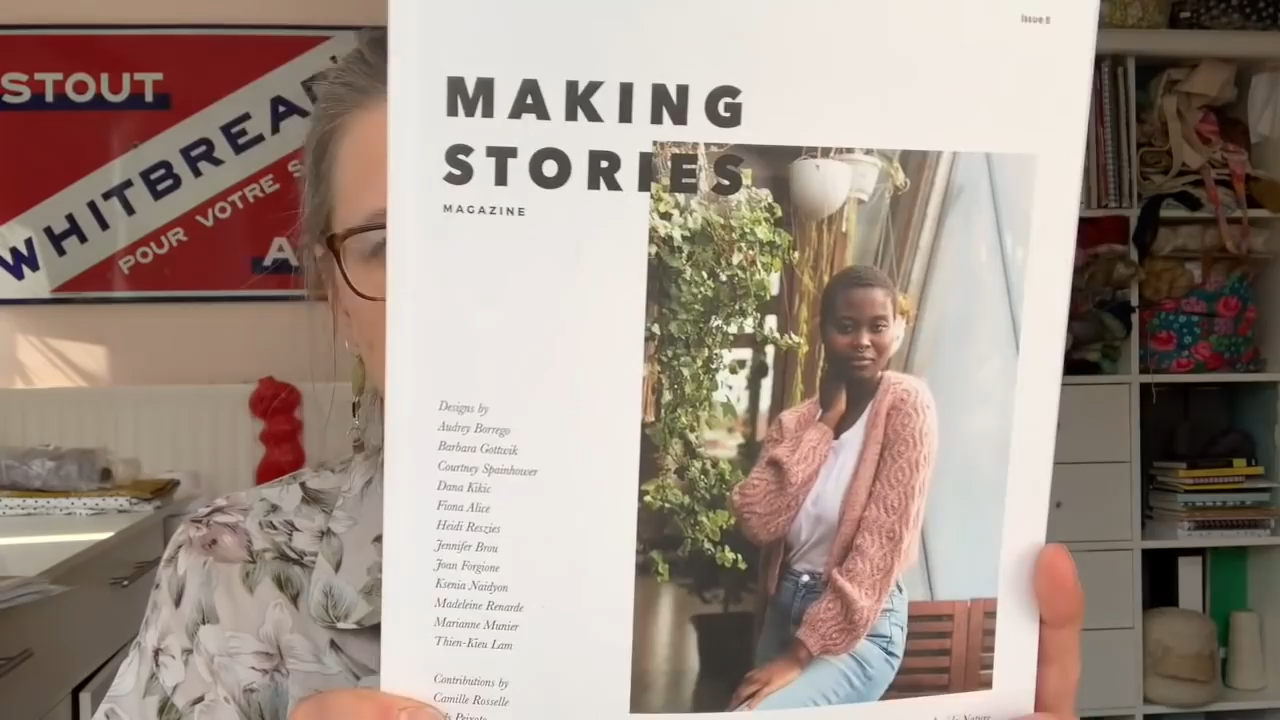 STOUT
WHITBREA
POUR VOTRE S
A
Issue 8
MAKING
STORIES
MAGAZINE
Designs by
Audrey Borrego
Barbara Gottwik
Courtney Spainhower
Dana Kikic
Fiona Alice
Heidi Reszies
Jennifer Brou
Joan Forgione
Ksenia Naidyon
Madeleine Renarde
Marianne Munier
Thien-Kieu Lam
Contributions by
Camille Rosselle
Peixoto
Nature